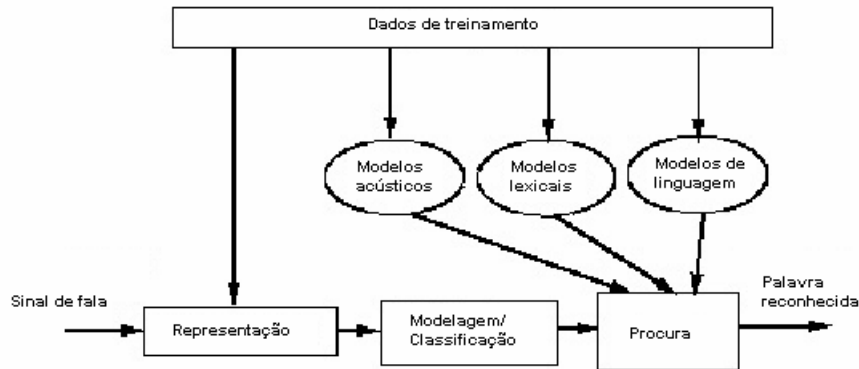 Dados de treinamento
Modelos
acústicos
Modelos
lexicais
Modelos de
linguagem
Sinal de fala
Representação
Modelagem/
Classificação
Procura
Palavra
reconhecida